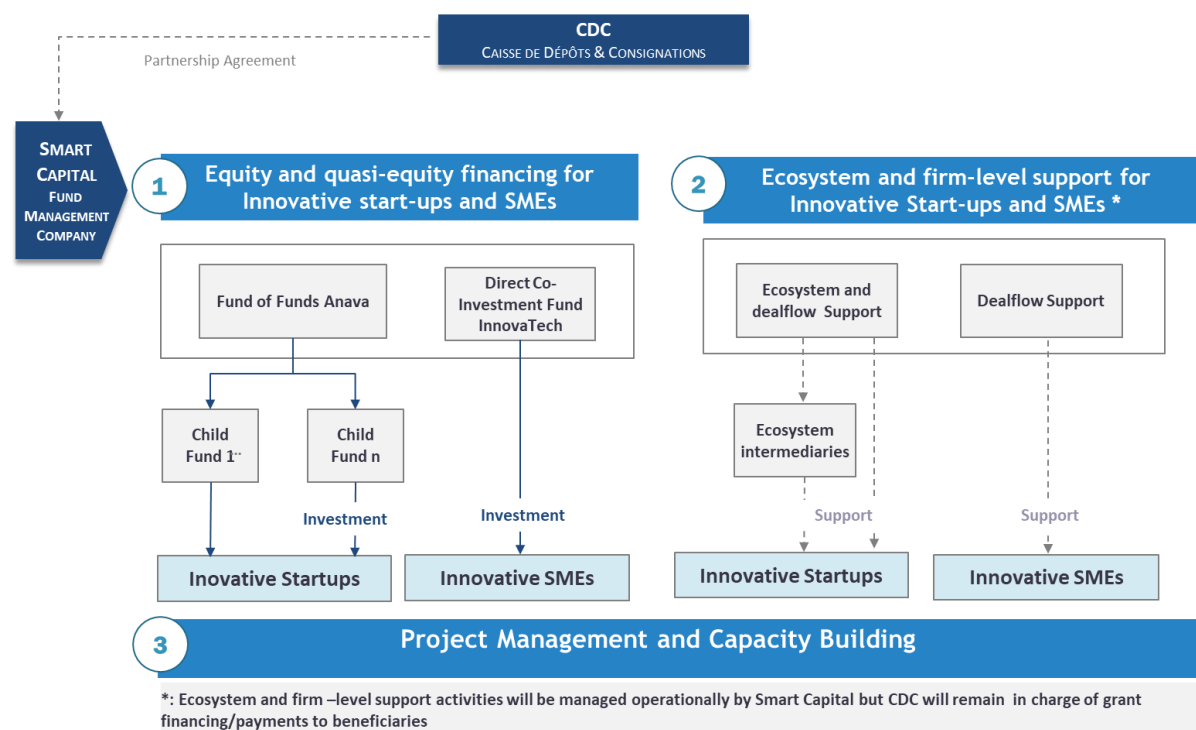 CDC
CAISSE DE DÉPÔTS & CONSIGNATIONS
Partnership Agreement
SMART
CAPITAL
FUND
MANAGEMENT
COMPANY
1
Equity and quasi-equity financing for
Innovative start-ups and SMEs
2
Ecosystem and firm-level support for
Innovative Start-ups and SMEs *
Fund of Funds Anava
Direct Co-
Investment Fund
InnovaTech
Ecosystem and
dealflow Support
Dealflow Support
Child
Fund 1..
Child
Fund n
Ecosystem
intermediaries
Investment
Investment
Support
Support
Inovative Startups
Innovative SMEs
Innovative Startups
Innovative SMEs
3
Project Management and Capacity Building
*: Ecosystem and firm –level support activities will be managed operationally by Smart Capital but CDC will remain in charge of grant
financing/payments to beneficiaries